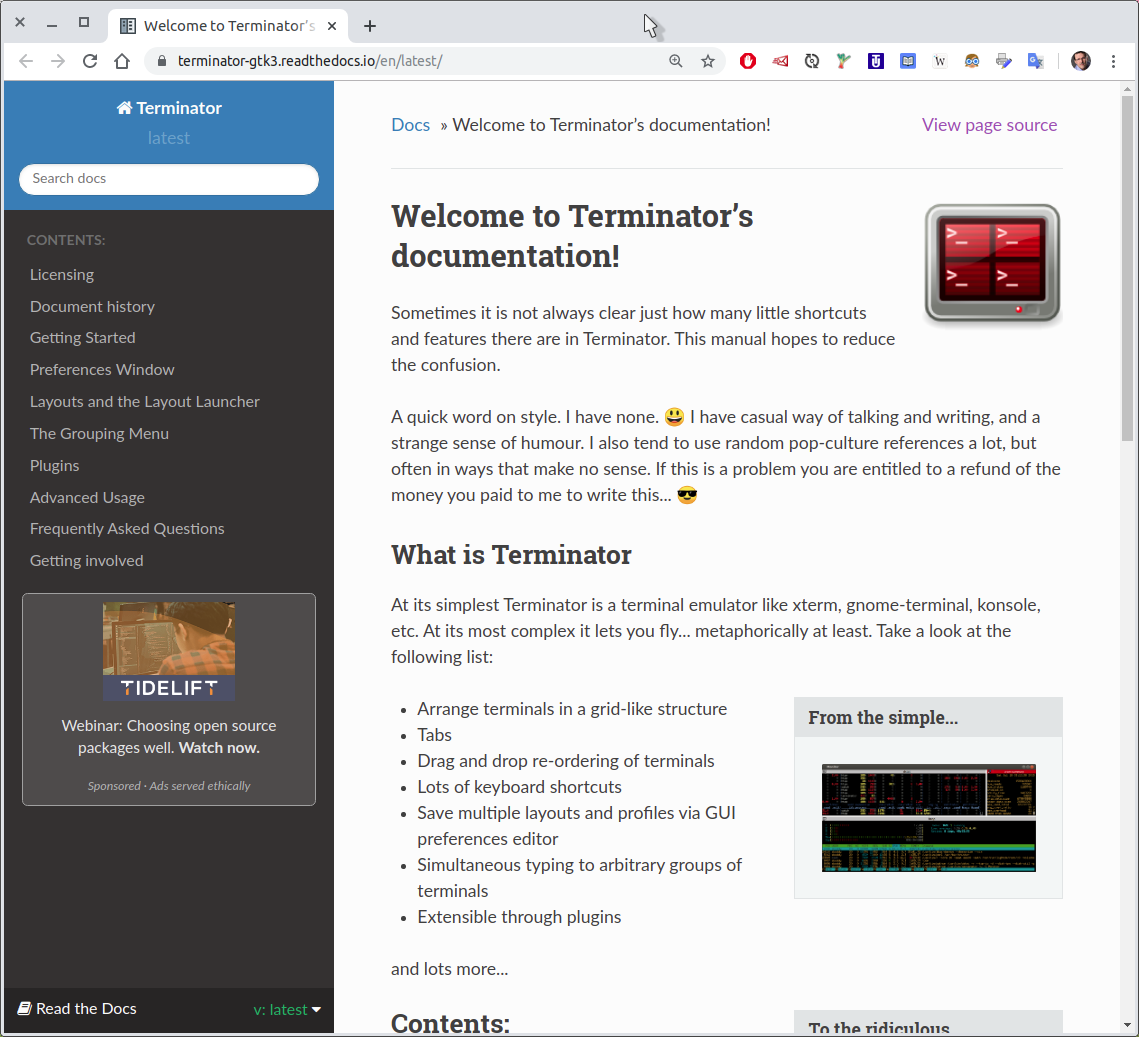 Welcome to Terminator's
terminator-gtk3.readthedocs.io/en/latest/
Terminator
latest
Search docs
CONTENTS:
Licensing
Document history
Getting Started
Preferences Window
Layouts and the Layout Launcher
The Grouping Menu
Plugins
Advanced Usage
Frequently Asked Questions
Getting involved
TIDELIFT
Webinar: Choosing open source
packages well. Watch now.
Sponsored · Ads served ethically
Read the Docs
v: latest
Docs » Welcome to Terminator’s documentation!
View page source
Welcome to Terminator’s
documentation!
Sometimes it is not always clear just how many little shortcuts
and features there are in Terminator. This manual hopes to reduce
the confusion.
A quick word on style. I have none. 😃 I have casual way of talking and writing, and a
strange sense of humour. I also tend to use random pop-culture references a lot, but
often in ways that make no sense. If this is a problem you are entitled to a refund of the
money you paid to me to write this... 😎
What is Terminator
At its simplest Terminator is a terminal emulator like xterm, gnome-terminal, konsole,
etc. At its most complex it lets you fly... metaphorically at least. Take a look at the
following list:
• Arrange terminals in a grid-like structure
• Tabs
• Drag and drop re-ordering of terminals
• Lots of keyboard shortcuts
• Save multiple layouts and profiles via GUI
preferences editor
• Simultaneous typing to arbitrary groups of
terminals
• Extensible through plugins
From the simple...
and lots more...
Contents:
To the ridiculous